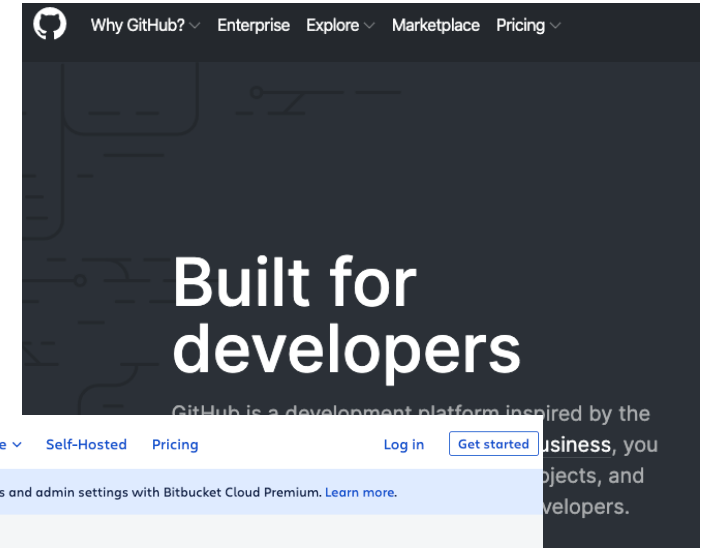 Why GitHub? Enterprise Explore Marketplace Pricing
Built for
developers
GitHub is a development platform inspired by the
usiness, you
ojects, and
velopers.
e Self-Hosted Pricing Log in Get started
s and admin settings with Bitbucket Cloud Premium. Learn more.